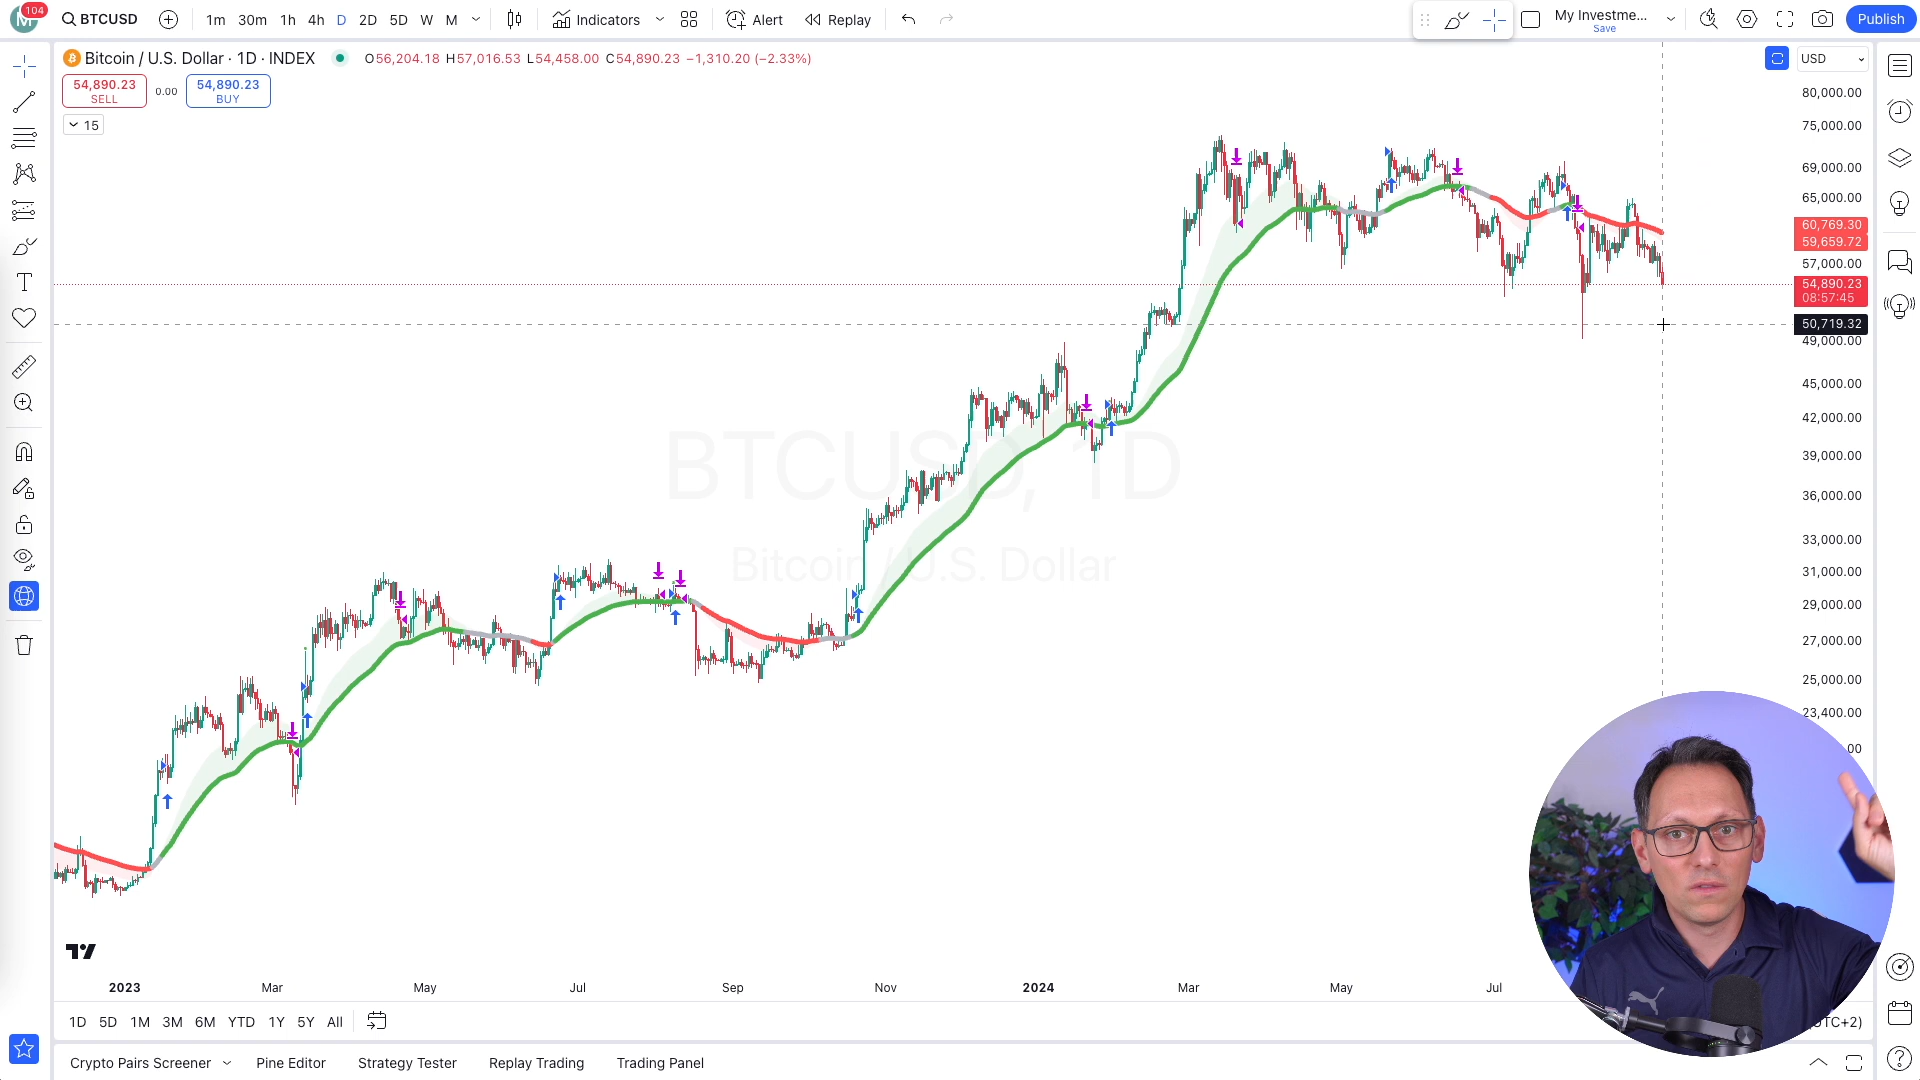 104
M
BTCUSD
1m 30m 1h 4h D 2D 5D W M
Indicators
Alert
Replay
My Investme...
Save
Publish
Bitcoin / U.S. Dollar · 1D · INDEX
O56,204.18 H57,016.53 L54,458.00 C54,890.23 −1,310.20 (−2.33%)
54,890.23
SELL
0.00
54,890.23
BUY
15
USD
80,000.00
75,000.00
69,000.00
65,000.00
60,769.30
59,659.72
57,000.00
54,890.23
08:57:45
50,719.32
49,000.00
45,000.00
42,000.00
39,000.00
36,000.00
33,000.00
31,000.00
29,000.00
27,000.00
25,000.00
23,400.00
BTCUSD, 1D
Bitcoin / U.S. Dollar
2023 Mar May Jul Sep Nov 2024 Mar May Jul
1D 5D 1M 3M 6M YTD 1Y 5Y All
UTC+2)
Crypto Pairs Screener Pine Editor Strategy Tester Replay Trading Trading Panel